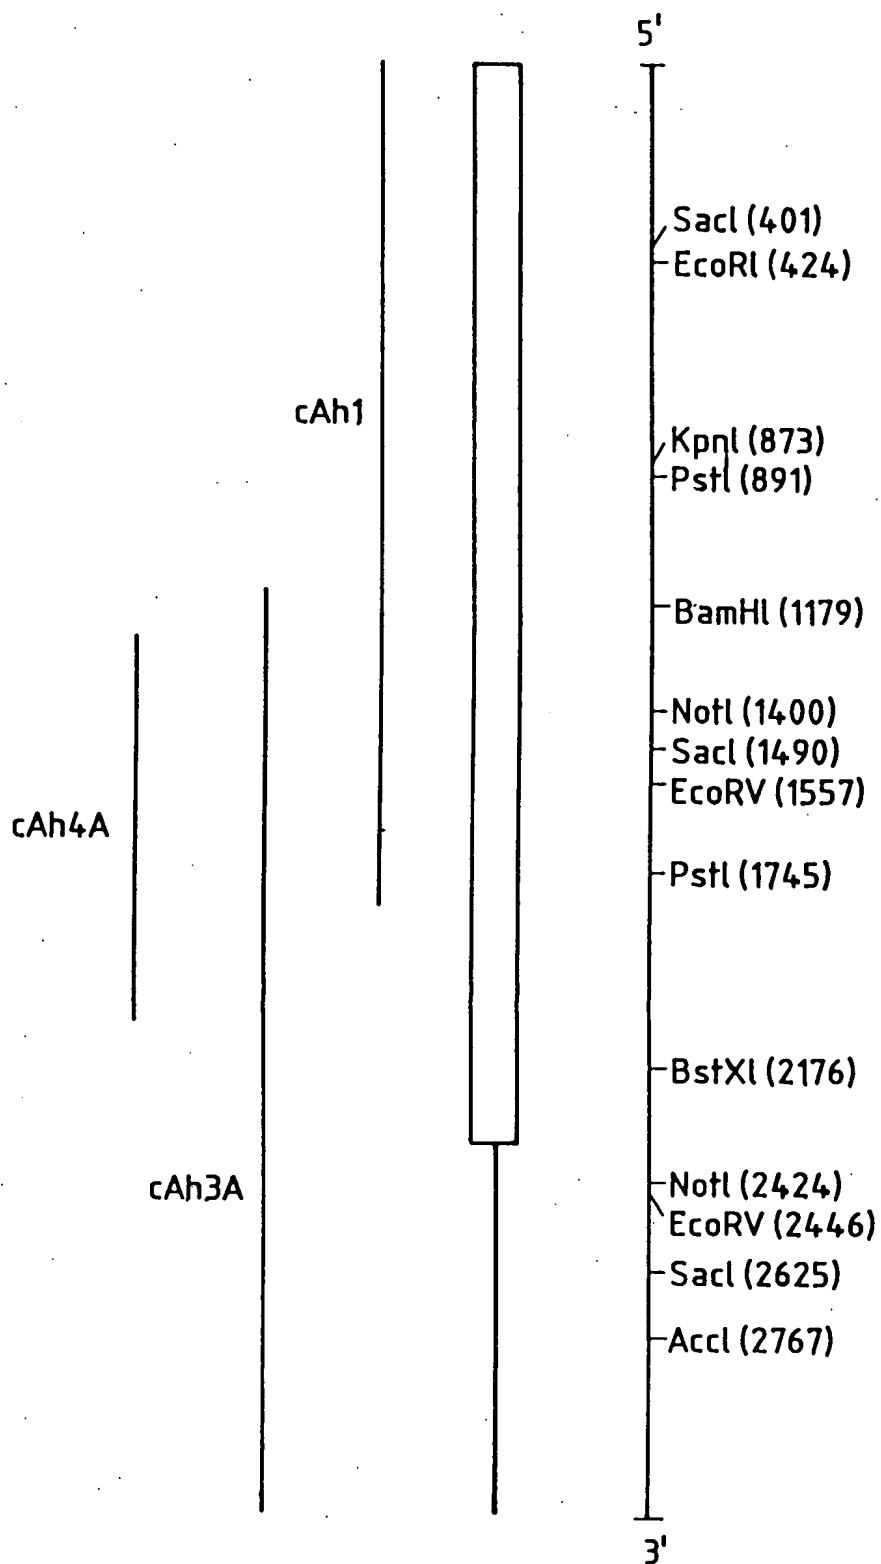 5'
SacI (401)
EcoRI (424)
cAh1
KpnI (873)
PstI (891)
BamHI (1179)
NotI (1400)
SacI (1490)
EcoRV (1557)
cAh4A
PstI (1745)
BstXI (2176)
cAh3A
NotI (2424)
EcoRV (2446)
SacI (2625)
AccI (2767)
3'